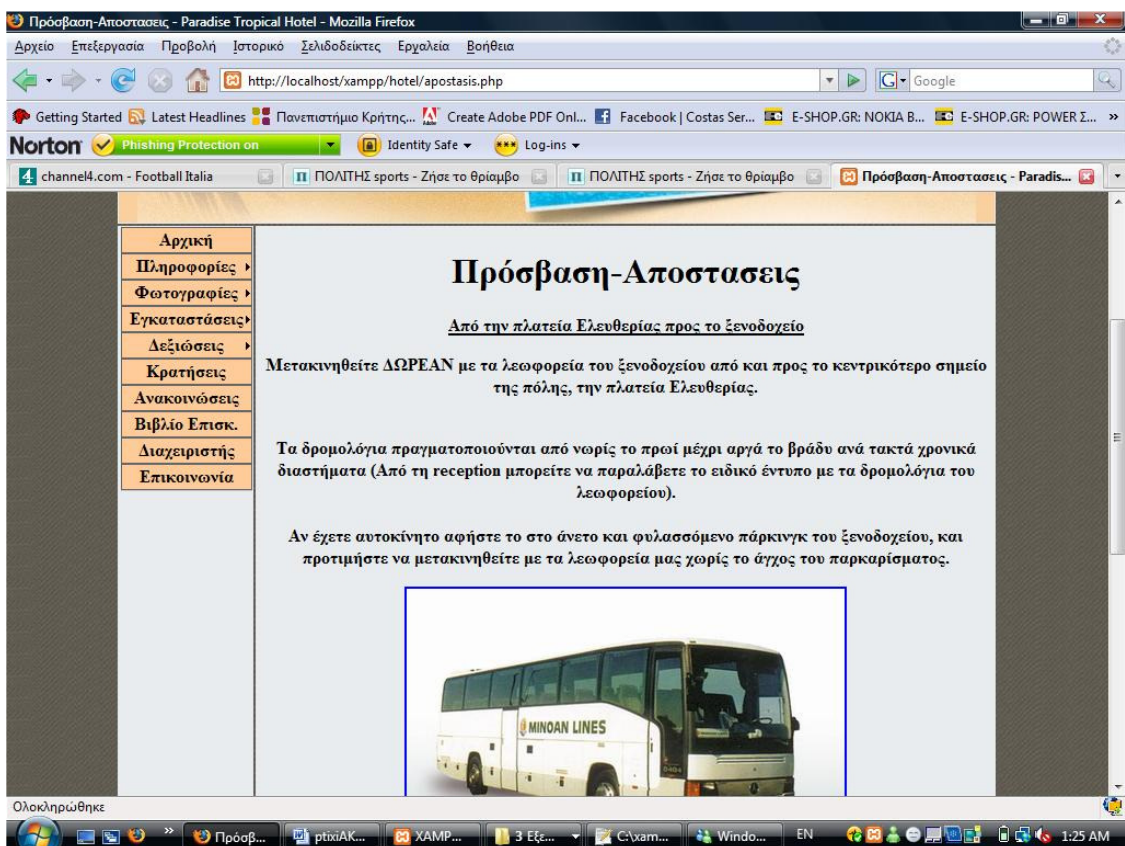 Πρόσβαση-Αποστασεις - Paradise Tropical Hotel - Mozilla Firefox
Αρχείο Επεξεργασία Προβολή Ιστορικό Σελιδοδείκτες Εργαλεία Βοήθεια
http://localhost/xampp/hotel/apostasis.php
G Google
Getting Started Latest Headlines Πανεπιστήμιο Κρήτης... Create Adobe PDF Onl... Facebook | Costas Ser... E-SHOP.GR: NOKIA B... E-SHOP.GR: POWER Σ... »
Norton Phishing Protection on Identity Safe Log-ins
channel4.com - Football Italia ΠΟΛΙΤΗΣ sports - Ζήσε το θρίαμβο ΠΟΛΙΤΗΣ sports - Ζήσε το θρίαμβο Πρόσβαση-Αποστασεις - Paradis...
Αρχική
Πληροφορίες
Φωτογραφίες
Εγκαταστάσεις
Δεξιώσεις
Κρατήσεις
Ανακοινώσεις
Βιβλίο Επισκ.
Διαχειριστής
Επικοινωνία
Πρόσβαση-Αποστασεις
Από την πλατεία Ελευθερίας προς το ξενοδοχείο
Μετακινηθείτε ΔΩΡΕΑΝ με τα λεωφορεία του ξενοδοχείου από και προς το κεντρικότερο σημείο
της πόλης, την πλατεία Ελευθερίας.
Τα δρομολόγια πραγματοποιούνται από νωρίς το πρωί μέχρι αργά το βράδυ ανά τακτά χρονικά
διαστήματα (Από τη reception μπορείτε να παραλάβετε το ειδικό έντυπο με τα δρομολόγια του
λεωφορείου).
Αν έχετε αυτοκίνητο αφήστε το στο άνετο και φυλασσόμενο πάρκινγκ του ξενοδοχείου, και
προτιμήστε να μετακινηθείτε με τα λεωφορεία μας χωρίς το άγχος του παρκαρίσματος.
MINOAN LINES
Ολοκληρώθηκε
» Πρόσβ... ptixiAK... XAMP... 3 Εξε... C:\xam... Windo... EN 1:25 AM